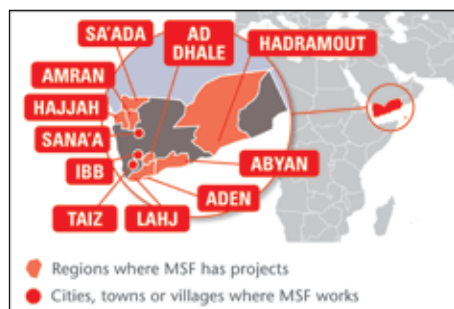 SA'ADA
AD
DHALE
HADRAMOUT
AMRAN
HAJJAH
SANA'A
IBB
ABYAN
ADEN
TAIZ
LAHJ
Regions where MSF has projects
Cities, towns or villages where MSF works